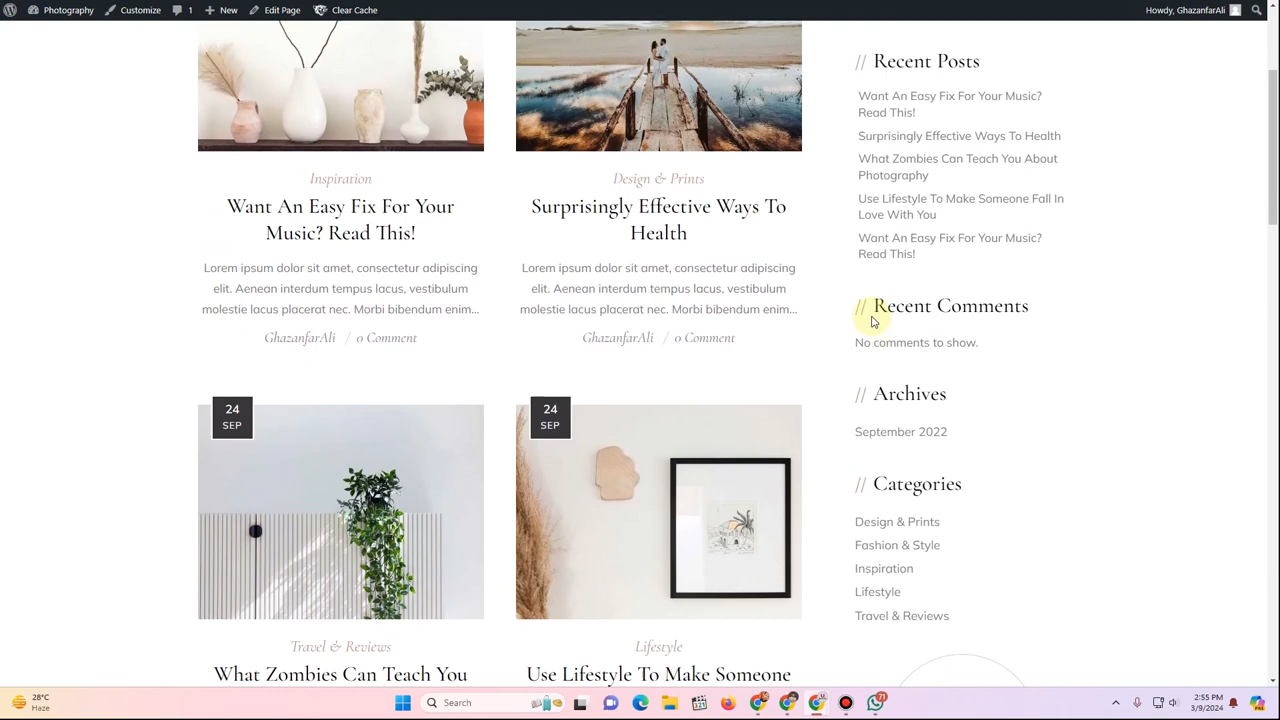 Photography
Customize
1
New
Edit Page
Clear Cache
Howdy, GhazanfarAli
Inspiration
Want An Easy Fix For Your
Music? Read This!
Lorem ipsum dolor sit amet, consectetur adipiscing
elit. Aenean interdum tempus lacus, vestibulum
molestie lacus placerat nec. Morbi bibendum enim...
GhazanfarAli / 0 Comment
Design & Prints
Surprisingly Effective Ways To
Health
Lorem ipsum dolor sit amet, consectetur adipiscing
elit. Aenean interdum tempus lacus, vestibulum
molestie lacus placerat nec. Morbi bibendum enim...
GhazanfarAli / 0 Comment
24
SEP
Travel & Reviews
What Zombies Can Teach You
24
SEP
Lifestyle
Use Lifestyle To Make Someone
// Recent Posts
Want An Easy Fix For Your Music?
Read This!
Surprisingly Effective Ways To Health
What Zombies Can Teach You About
Photography
Use Lifestyle To Make Someone Fall In
Love With You
Want An Easy Fix For Your Music?
Read This!
// Recent Comments
No comments to show.
// Archives
September 2022
// Categories
Design & Prints
Fashion & Style
Inspiration
Lifestyle
Travel & Reviews
28°C
Haze
Search
71
2:55 PM
3/9/2024